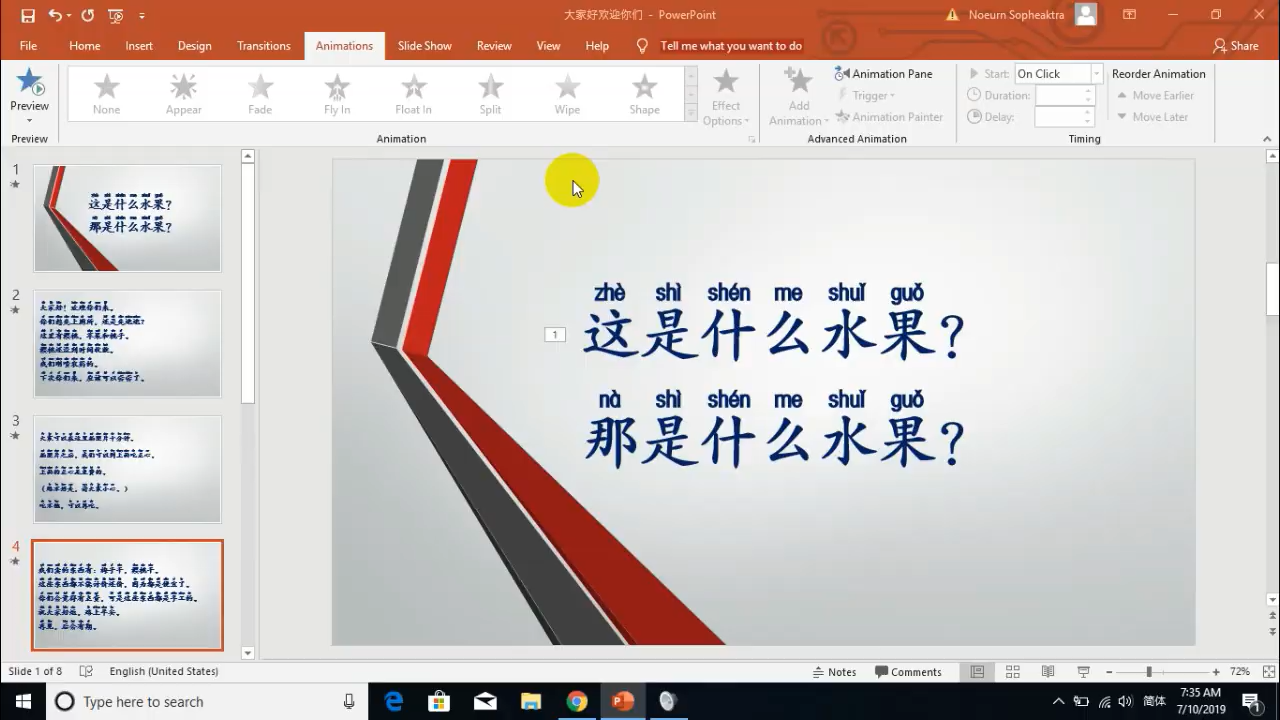 大家好欢迎你们 - PowerPoint
Noeurn Sopheaktra
File Home Insert Design Transitions Animations Slide Show Review View Help Tell me what you want to do Share
Preview
None Appear Fade Fly In Float In Split Wipe Shape
Effect Options
Add Animation
Animation Pane
Trigger
Animation Painter
Start: On Click
Duration:
Delay:
Reorder Animation
Move Earlier
Move Later
Preview Animation Advanced Animation Timing
1
这是什么水果?
那是什么水果?
2
3
4
1
zhè shì shén me shuǐ guǒ
这是什么水果?
nà shì shén me shuǐ guǒ
那是什么水果?
Slide 1 of 8 English (United States) Notes Comments 72%
Type here to search
简体
7:35 AM
7/10/2019
1